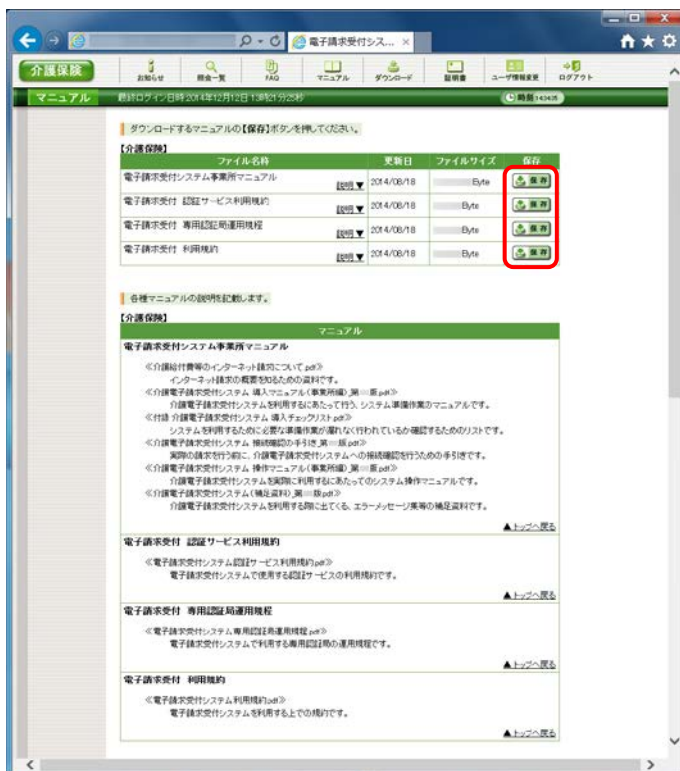 電子請求受付シス... ×
介護保険
お知らせ 照会一覧 FAQ マニュアル ダウンロード 証明書 ユーザ情報変更 ログアウト
マニュアル 最終ログイン日時:2014年12月12日 13時21分25秒 時刻
ダウンロードするマニュアルの【保存】ボタンを押してください。
【介護保険】
ファイル名称 更新日 ファイルサイズ 保存
電子請求受付システム事業所マニュアル 説明▼ 2014/08/18 Byte 保存
電子請求受付 認証サービス利用規約 説明▼ 2014/08/18 Byte 保存
電子請求受付 専用認証局運用規程 説明▼ 2014/08/18 Byte 保存
電子請求受付 利用規約 説明▼ 2014/08/18 Byte 保存
各種マニュアルの説明を記載します。
【介護保険】
マニュアル
電子請求受付システム事業所マニュアル
≪介護給付費等のインターネット請求について.pdf≫
インターネット請求の概要を知るための資料です。
≪介護電子請求受付システム 導入マニュアル(事業所編)_第 版.pdf≫
介護電子請求受付システムを利用するにあたって行う、システム準備作業のマニュアルです。
≪付録 介護電子請求受付システム 導入チェックリスト.pdf≫
システムを利用するために必要な準備作業が漏れなく行われているか確認するためのリストです。
≪介護電子請求受付システム 接続確認の手引き_第 版.pdf≫
実際の請求を行う前に、介護電子請求受付システムへの接続確認を行うための手引きです。
≪介護電子請求受付システム 操作マニュアル(事業所編)_第 版.pdf≫
介護電子請求受付システムを実際に利用するにあたってのシステム操作マニュアルです。
≪介護電子請求受付システム(補足資料)_第 版.pdf≫
介護電子請求受付システムを利用する際に出てくる、エラーメッセージ集等の補足資料です。
▲トップへ戻る
電子請求受付 認証サービス利用規約
≪電子請求受付システム認証サービス利用規約.pdf≫
電子請求受付システムで使用する認証サービスの利用規約です。
▲トップへ戻る
電子請求受付 専用認証局運用規程
≪電子請求受付システム専用認証局運用規程.pdf≫
電子請求受付システムで利用する専用認証局の運用規程です。
▲トップへ戻る
電子請求受付 利用規約
≪電子請求受付システム利用規約.pdf≫
電子請求受付システムを利用する上での規約です。
▲トップへ戻る